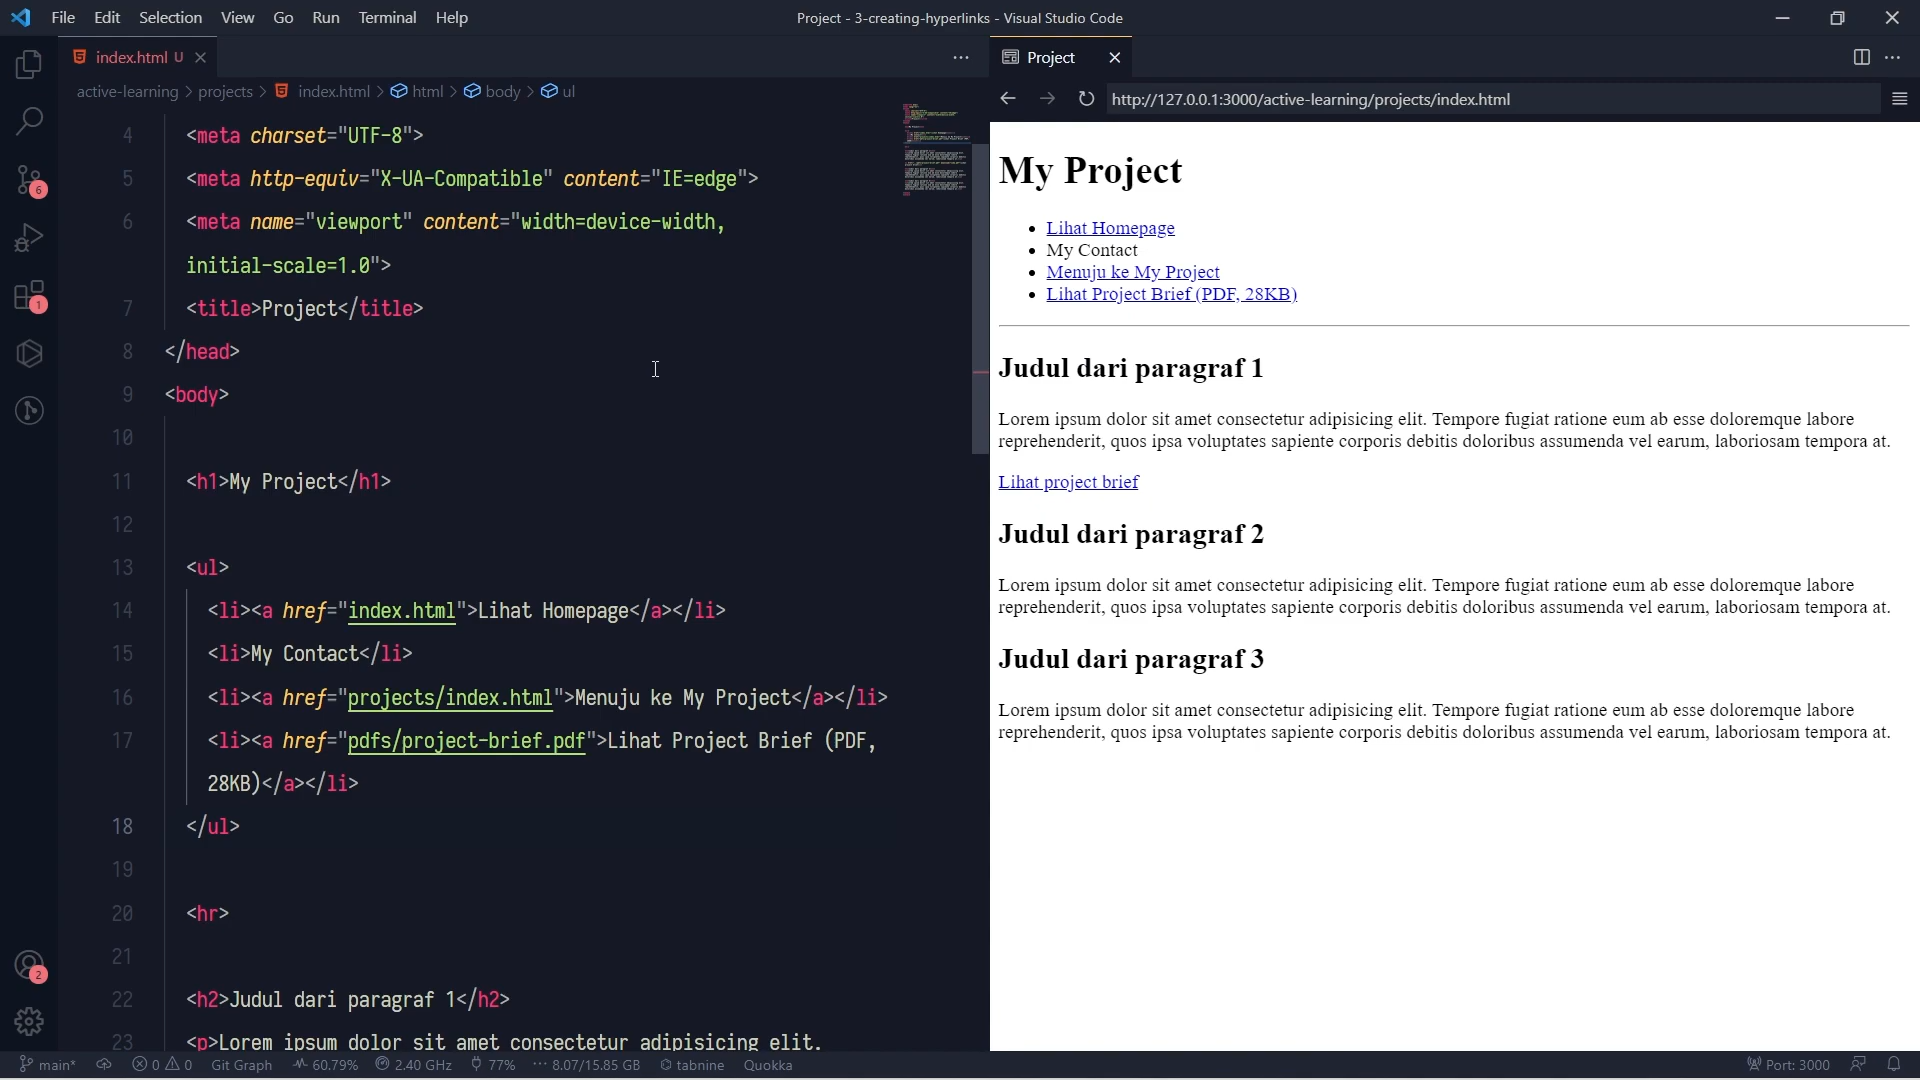 File Edit Selection View Go Run Terminal Help
Project - 3-creating-hyperlinks - Visual Studio Code
index.html U
active-learning > projects > index.html > html > body > ul
4 <meta charset="UTF-8">
5 <meta http-equiv="X-UA-Compatible" content="IE=edge">
6 <meta name="viewport" content="width=device-width,
initial-scale=1.0">
7 <title>Project</title>
8 </head>
9 <body>
10
11 <h1>My Project</h1>
12
13 <ul>
14 <li><a href="index.html">Lihat Homepage</a></li>
15 <li>My Contact</li>
16 <li><a href="projects/index.html">Menuju ke My Project</a></li>
17 <li><a href="pdfs/project-brief.pdf">Lihat Project Brief (PDF,
28KB)</a></li>
18 </ul>
19
20 <hr>
21
22 <h2>Judul dari paragraf 1</h2>
23 <p>Lorem ipsum dolor sit amet consectetur adipisicing elit.
6
1
2
Project
http://127.0.0.1:3000/active-learning/projects/index.html
My Project
Lihat Homepage
My Contact
Menuju ke My Project
Lihat Project Brief (PDF, 28KB)
Judul dari paragraf 1
Lorem ipsum dolor sit amet consectetur adipisicing elit. Tempore fugiat ratione eum ab esse doloremque labore
reprehenderit, quos ipsa voluptates sapiente corporis debitis doloribus assumenda vel earum, laboriosam tempora at.
Lihat project brief
Judul dari paragraf 2
Lorem ipsum dolor sit amet consectetur adipisicing elit. Tempore fugiat ratione eum ab esse doloremque labore
reprehenderit, quos ipsa voluptates sapiente corporis debitis doloribus assumenda vel earum, laboriosam tempora at.
Judul dari paragraf 3
Lorem ipsum dolor sit amet consectetur adipisicing elit. Tempore fugiat ratione eum ab esse doloremque labore
reprehenderit, quos ipsa voluptates sapiente corporis debitis doloribus assumenda vel earum, laboriosam tempora at.
main* 0 0 Git Graph 60.79% 2.40 GHz 77% 8.07/15.85 GB tabnine Quokka Port: 3000